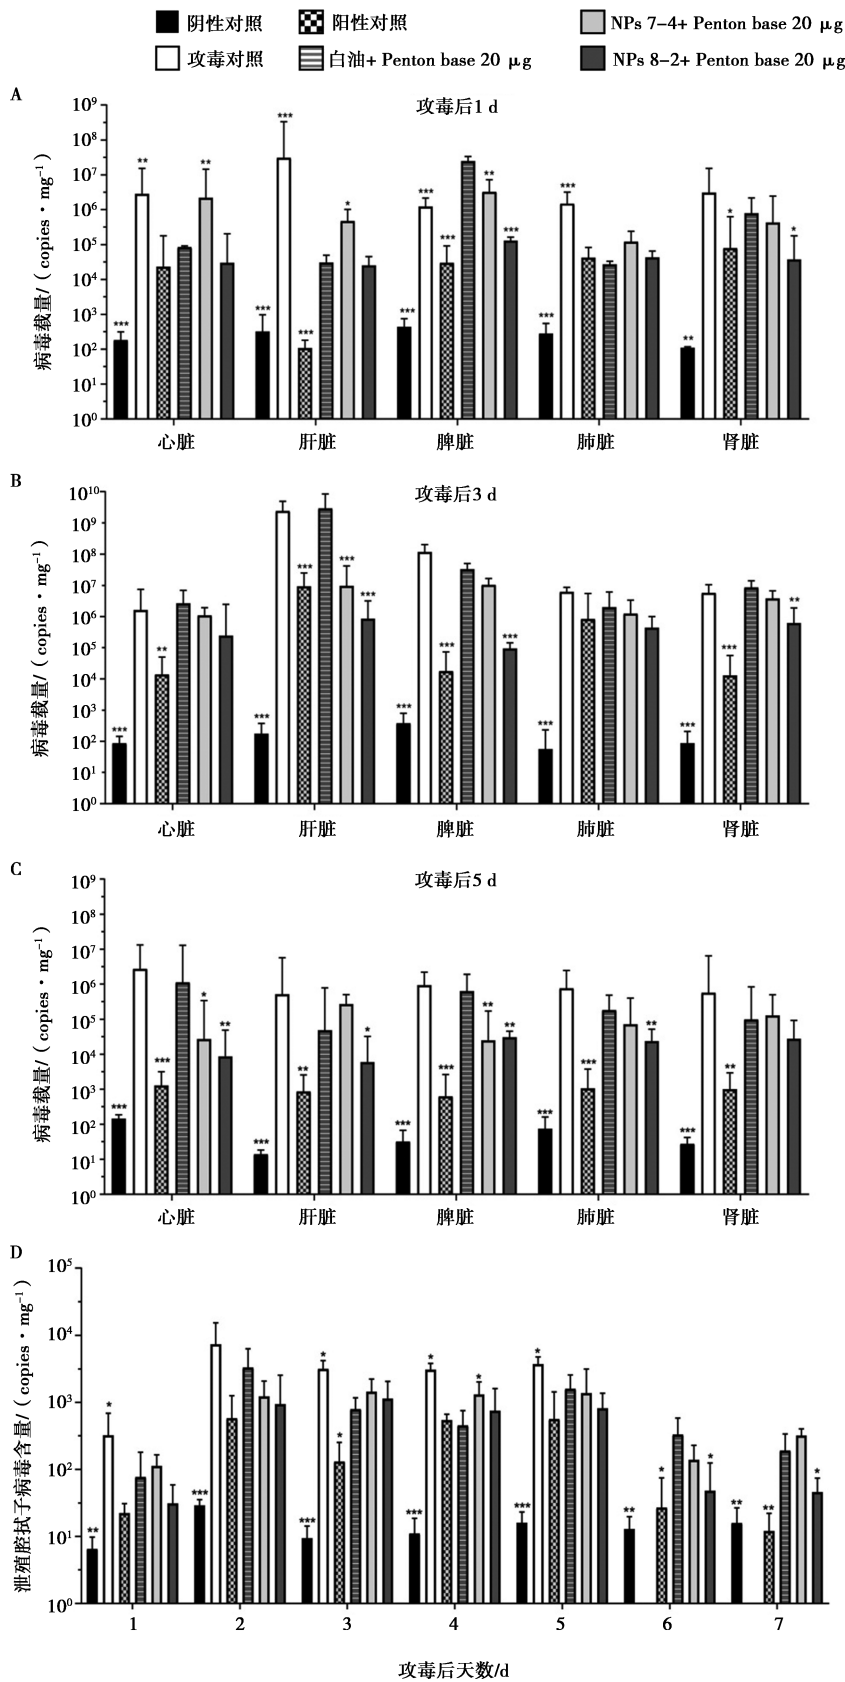 阴性对照 阳性对照 NPs 7-4+ Penton base 20 μg
攻毒对照 白油+ Penton base 20 μg NPs 8-2+ Penton base 20 μg
A
攻毒后1 d
病毒载量/(copies·mg⁻¹)
10⁹
10⁸
10⁷
10⁶
10⁵
10⁴
10³
10²
10¹
10⁰
*** ** **
*** *** *** *
*** *** *** ** ***
*** ***
** * *
心脏 肝脏 脾脏 肺脏 肾脏
B
攻毒后3 d
病毒载量/(copies·mg⁻¹)
10¹⁰
10⁹
10⁸
10⁷
10⁶
10⁵
10⁴
10³
10²
10¹
10⁰
*** **
*** *** *** ***
*** *** ***
***
*** *** **
心脏 肝脏 脾脏 肺脏 肾脏
C
攻毒后5 d
病毒载量/(copies·mg⁻¹)
10⁹
10⁸
10⁷
10⁶
10⁵
10⁴
10³
10²
10¹
10⁰
*** *** * **
*** ** *
*** *** ** **
*** *** **
*** **
心脏 肝脏 脾脏 肺脏 肾脏
D
泄殖腔拭子病毒含量/(copies·mg⁻¹)
10⁵
10⁴
10³
10²
10¹
10⁰
** *
***
*** * *
*** * *
*** *
** * *
** ** *
1 2 3 4 5 6 7
攻毒后天数/d